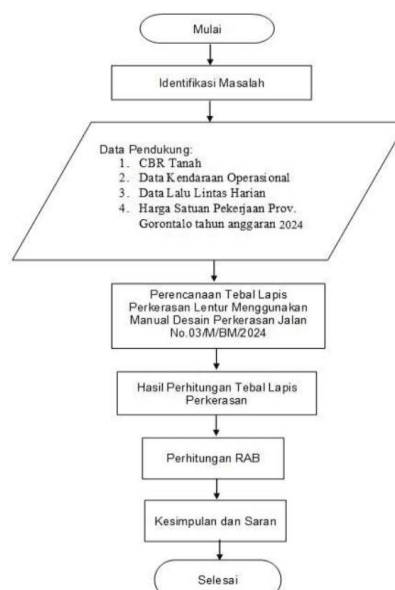 Mulai
Identifikasi Masalah
Data Pendukung:
1. CBR Tanah
2. Data Kendaraan Operasional
3. Data Lalu Lintas Harian
4. Harga Satuan Pekerjaan Prov.
Gorontalo tahun anggaran 2024
Perencanaan Tebal Lapis
Perkerasan Lentur Menggunakan
Manual Desain Perkerasan Jalan
No.03/M/BM/2024
Hasil Perhitungan Tebal Lapis
Perkerasan
Perhitungan RAB
Kesimpulan dan Saran
Selesai